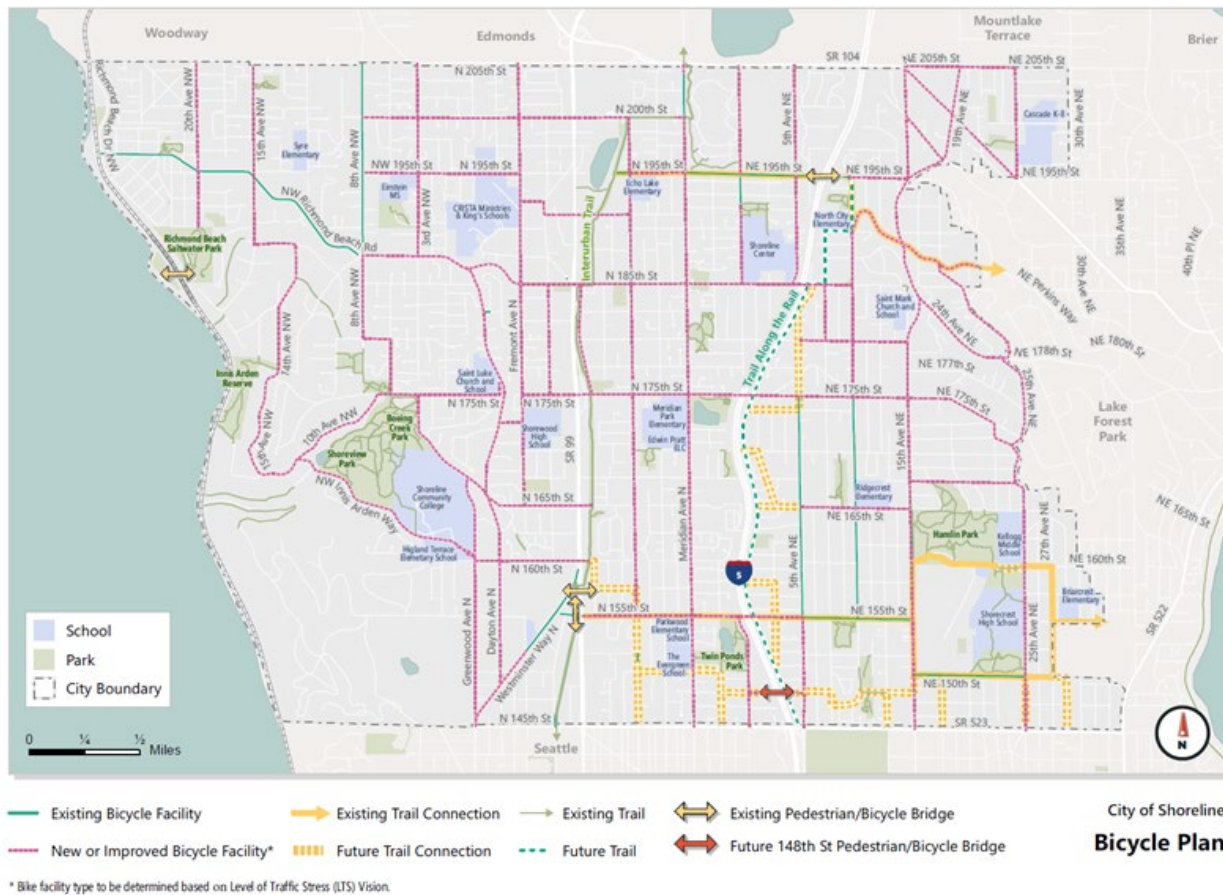 Woodway
Edmonds
Mountlake
Terrace
Brier
SR 104
N 205th St
NE 205th St
NE 205th St
Richmond Beach Dr NW
20th Ave NW
15th Ave NW
8th Ave NW
5th Ave NE
19th Ave NE
30th Ave NE
Cascade K-8
N 200th St
Syre
Elementary
NW 195th St
N 195th St
N 195th St
NE 195th St
NE 195th St
NE 195th St
Einstein
MS
3rd Ave NW
CRISTA Ministries
& King's Schools
Echo Lake
Elementary
North City
Elementary
NW Richmond Beach Rd
Richmond Beach
Saltwater Park
Interurban Trail
Shoreline
Center
35th Ave NE
40th Pl NE
37th Ave NE
NE Perkins Way
N 185th St
8th Ave NW
Fremont Ave N
14th Ave NW
Saint Mark
Church and
School
24th Ave NE
NE 180th St
NE 178th St
NE 177th St
Trail Along the Rail
Innis Arden
Reserve
Saint Luke
Church and
School
N 175th St
N 175th St
N 175th St
NE 175th St
NE 175th St
25th Ave NE
10th Ave NW
15th Ave NW
Boeing
Creek
Park
Shoreview
Park
Shorewood
High
School
SR 99
Meridian
Park
Elementary
Edwin Pratt
ELC
Lake
Forest
Park
15th Ave NE
Shoreline
Community
College
NW Innis Arden Way
N 165th St
Meridian Ave N
Ridgecrest
Elementary
NE 165th St
NE 165th St
Hamlin Park
Kellogg
Middle
School
27th Ave NE
NE 160th St
Higland Terrace
Elemetary School
N 160th St
5
5th Ave NE
Briarcrest
Elementary
N 155th St
NE 155th St
Shorecrest
High School
SR 522
Greenwood Ave N
Dayton Ave N
Westminster Way N
Parkwood
Elementary
School
The
Evergreen
School
Twin Ponds
Park
25th Ave NE
NE 150th St
N 145th St
SR 523
Seattle
School
Park
City Boundary
0 ¼ ½ Miles
N
Existing Bicycle Facility
Existing Trail Connection
Existing Trail
Existing Pedestrian/Bicycle Bridge
City of Shoreline
New or Improved Bicycle Facility*
Future Trail Connection
Future Trail
Future 148th St Pedestrian/Bicycle Bridge
Bicycle Plan
* Bike facility type to be determined based on Level of Traffic Stress (LTS) Vision.